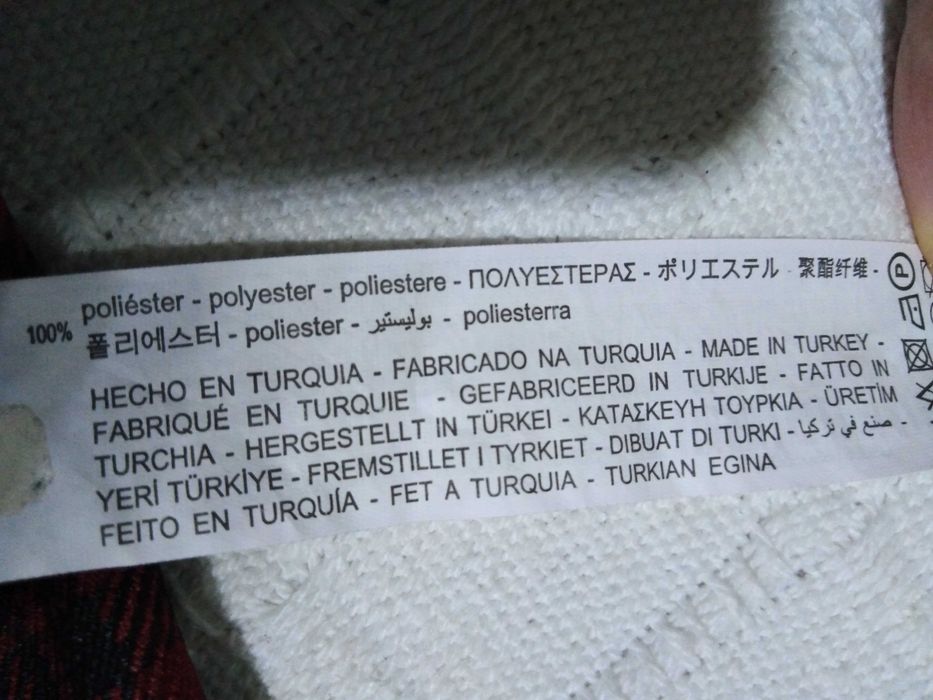 100% poliéster - polyester - poliestere - ΠΟΛΥΕΣΤΕΡΑΣ - ポリエステル - 聚酯纤维 - P
폴리에스터 - poliester - بوليستير - poliesterra
HECHO EN TURQUIA - FABRICADO NA TURQUIA - MADE IN TURKEY -
FABRIQUÉ EN TURQUIE - GEFABRICEERD IN TURKIJE - FATTO IN
TURCHIA - HERGESTELLT IN TÜRKEI - ΚΑΤΑΣΚΕΥΗ ΤΟΥΡΚΙΑ - ÜRETİM
YERİ TÜRKİYE - FREMSTILLET I TYRKIET - DIBUAT DI TURKI - صنع في تركيا -
FEITO EN TURQUÍA - FET A TURQUIA - TURKIAN EGINA